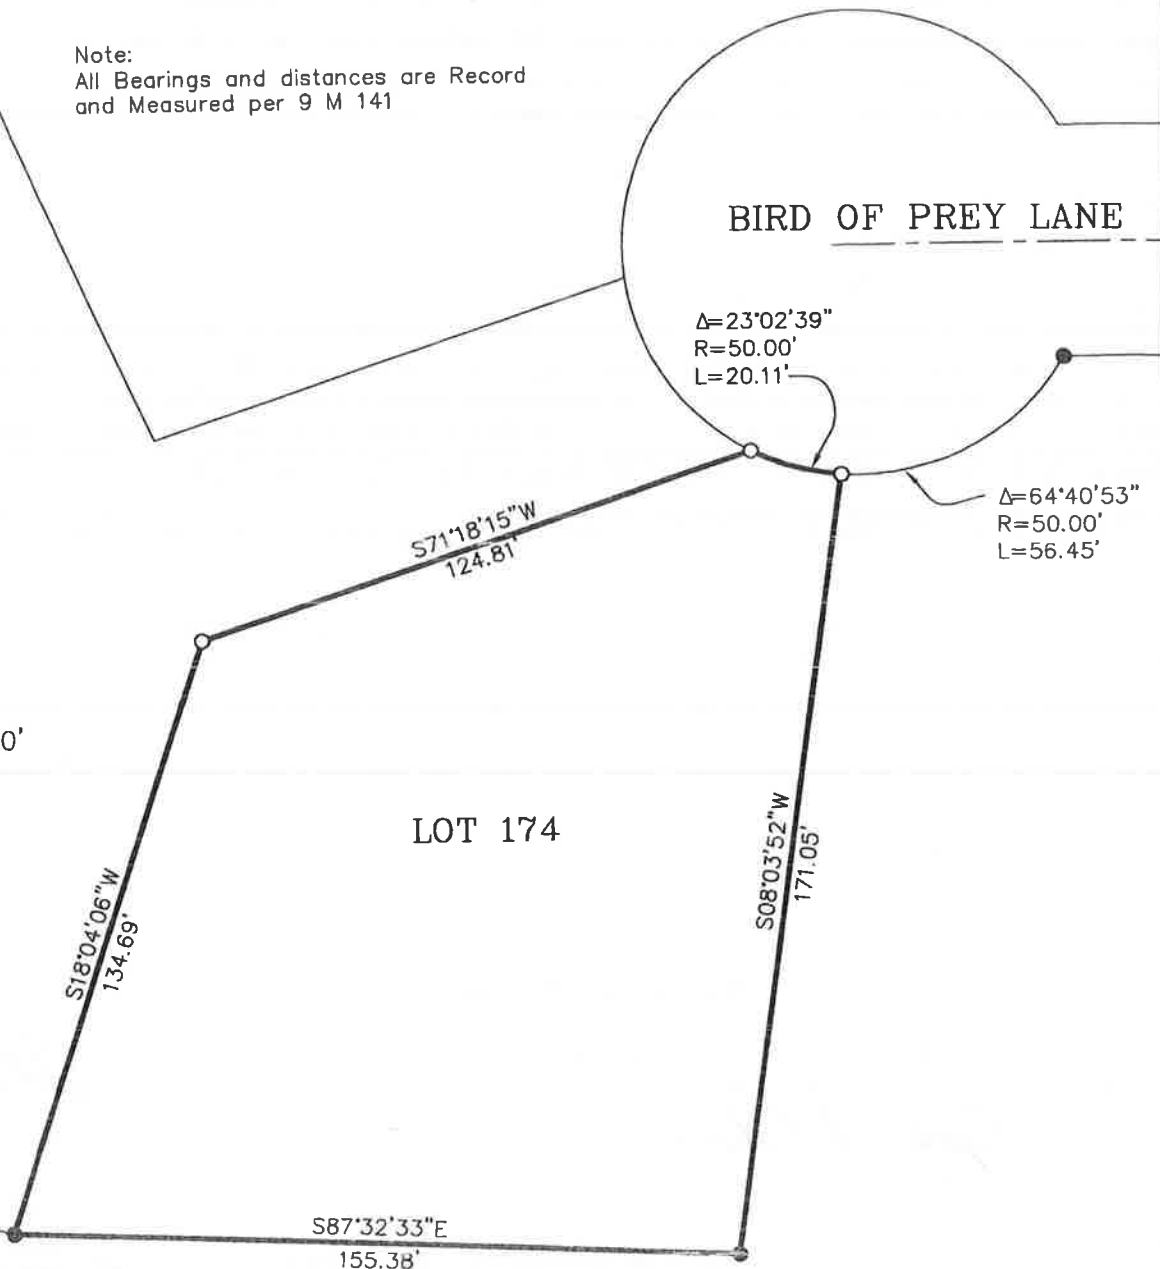 Note:
All Bearings and distances are Record
and Measured per 9 M 141
BIRD OF PREY LANE
Δ=23°02'39"
R=50.00'
L=20.11'
Δ=64°40'53"
R=50.00'
L=56.45'
S71°18'15"W
124.81'
0'
LOT 174
S08°03'52"W
171.05'
S18°04'06"W
134.69'
S87°32'33"E
155.38'